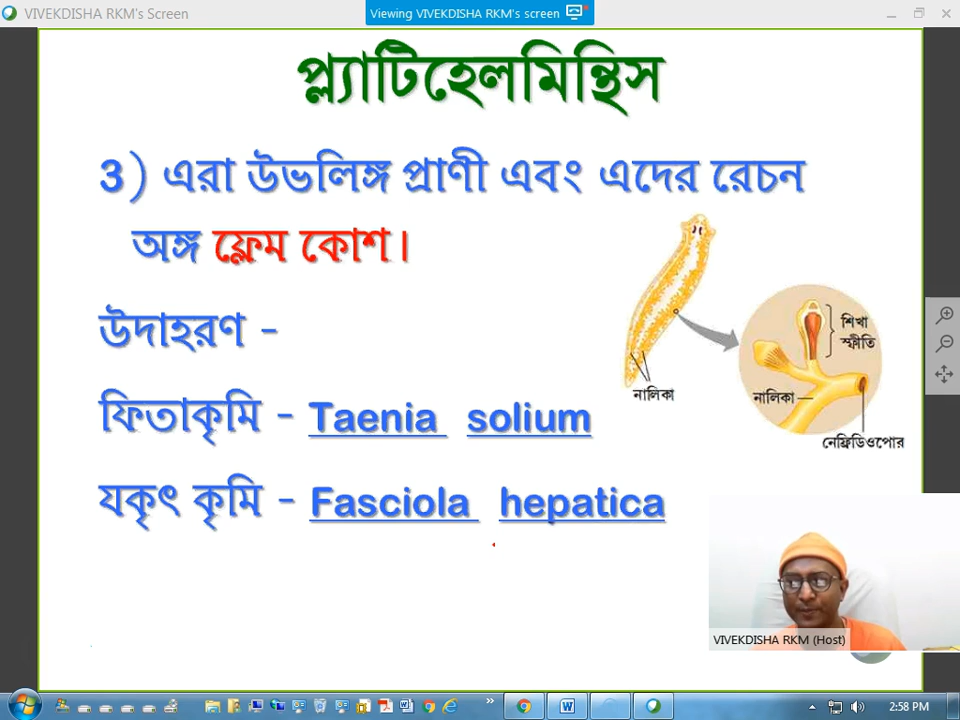 VIVEKDISHA RKM's Screen
Viewing VIVEKDISHA RKM's screen
প্ল্যাটিহেলমিন্থিস
3) এরা উভলিঙ্গ প্রাণী এবং এদের রেচন
অঙ্গ ফ্লেম কোশ।
উদাহরণ -
ফিতাকৃমি - Taenia solium
যকৃৎ কৃমি - Fasciola hepatica
শিখা
স্ফীতি
নালিকা
নালিকা
নেফ্রিডিওপোর
VIVEKDISHA RKM (Host)
2:58 PM